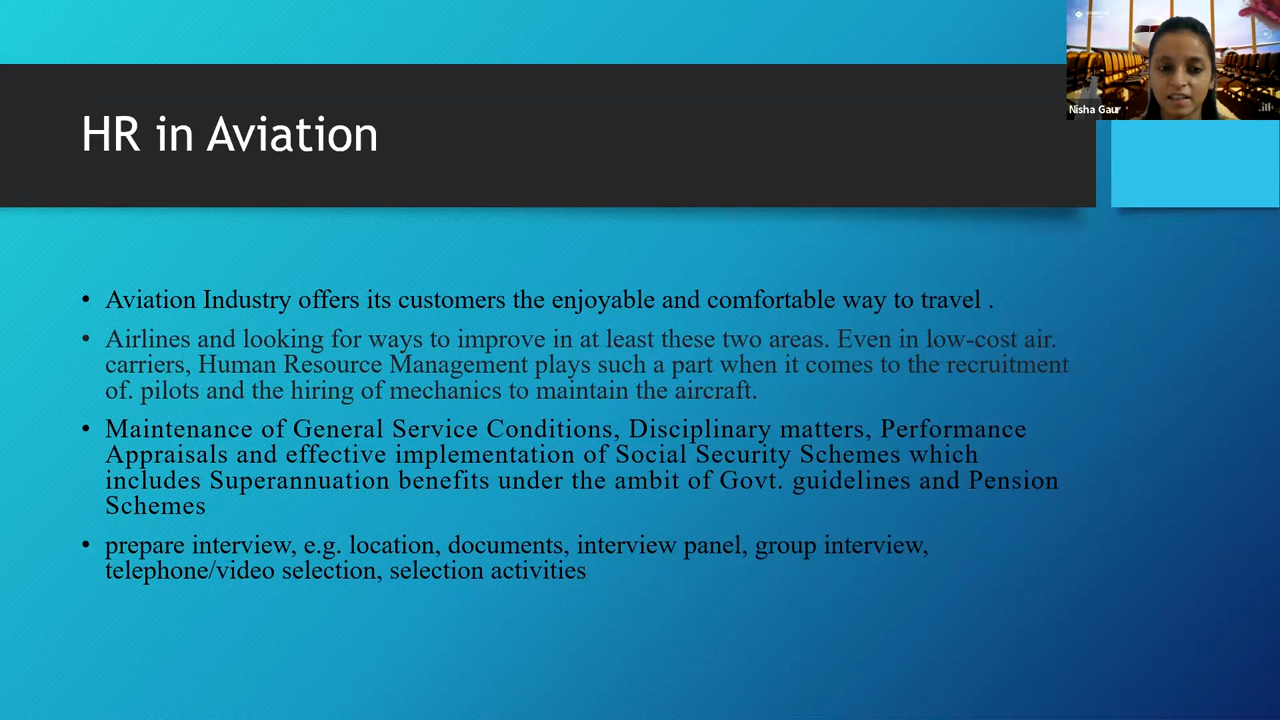 HR in Aviation
Nisha Gaur
• Aviation Industry offers its customers the enjoyable and comfortable way to travel .
• Airlines and looking for ways to improve in at least these two areas. Even in low-cost air.
carriers, Human Resource Management plays such a part when it comes to the recruitment
of. pilots and the hiring of mechanics to maintain the aircraft.
• Maintenance of General Service Conditions, Disciplinary matters, Performance
Appraisals and effective implementation of Social Security Schemes which
includes Superannuation benefits under the ambit of Govt. guidelines and Pension
Schemes
• prepare interview, e.g. location, documents, interview panel, group interview,
telephone/video selection, selection activities